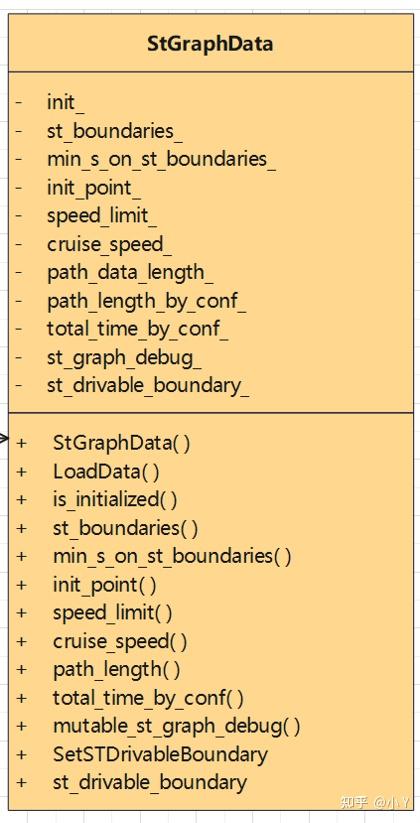 StGraphData
- init_
- st_boundaries_
- min_s_on_st_boundaries_
- init_point_
- speed_limit_
- cruise_speed_
- path_data_length_
- path_length_by_conf_
- total_time_by_conf_
- st_graph_debug_
- st_drivable_boundary_
+ StGraphData( )
+ LoadData( )
+ is_initialized( )
+ st_boundaries( )
+ min_s_on_st_boundaries( )
+ init_point( )
+ speed_limit( )
+ cruise_speed( )
+ path_length( )
+ total_time_by_conf( )
+ mutable_st_graph_debug( )
+ SetSTDrivableBoundary
+ st_drivable_boundary
知乎 @小Y